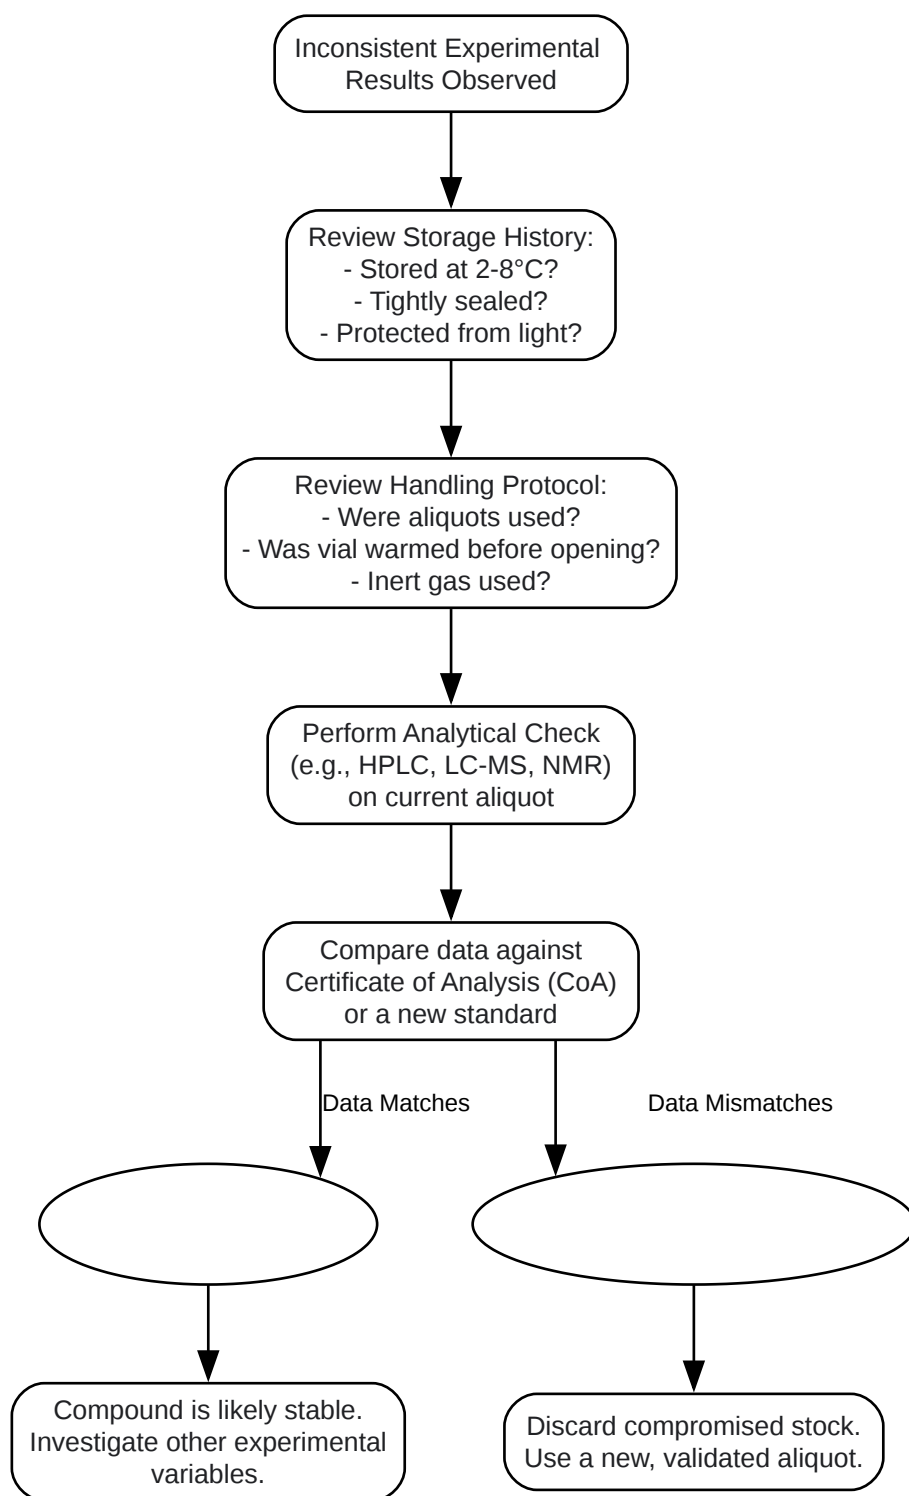 Inconsistent Experimental
Results Observed
Review Storage History:
- Stored at 2-8°C?
- Tightly sealed?
- Protected from light?
Review Handling Protocol:
- Were aliquots used?
- Was vial warmed before opening?
- Inert gas used?
Perform Analytical Check
(e.g., HPLC, LC-MS, NMR)
on current aliquot
Compare data against
Certificate of Analysis (CoA)
or a new standard
Data Matches
Data Mismatches
Compound is likely stable.
Investigate other experimental
variables.
Discard compromised stock.
Use a new, validated aliquot.